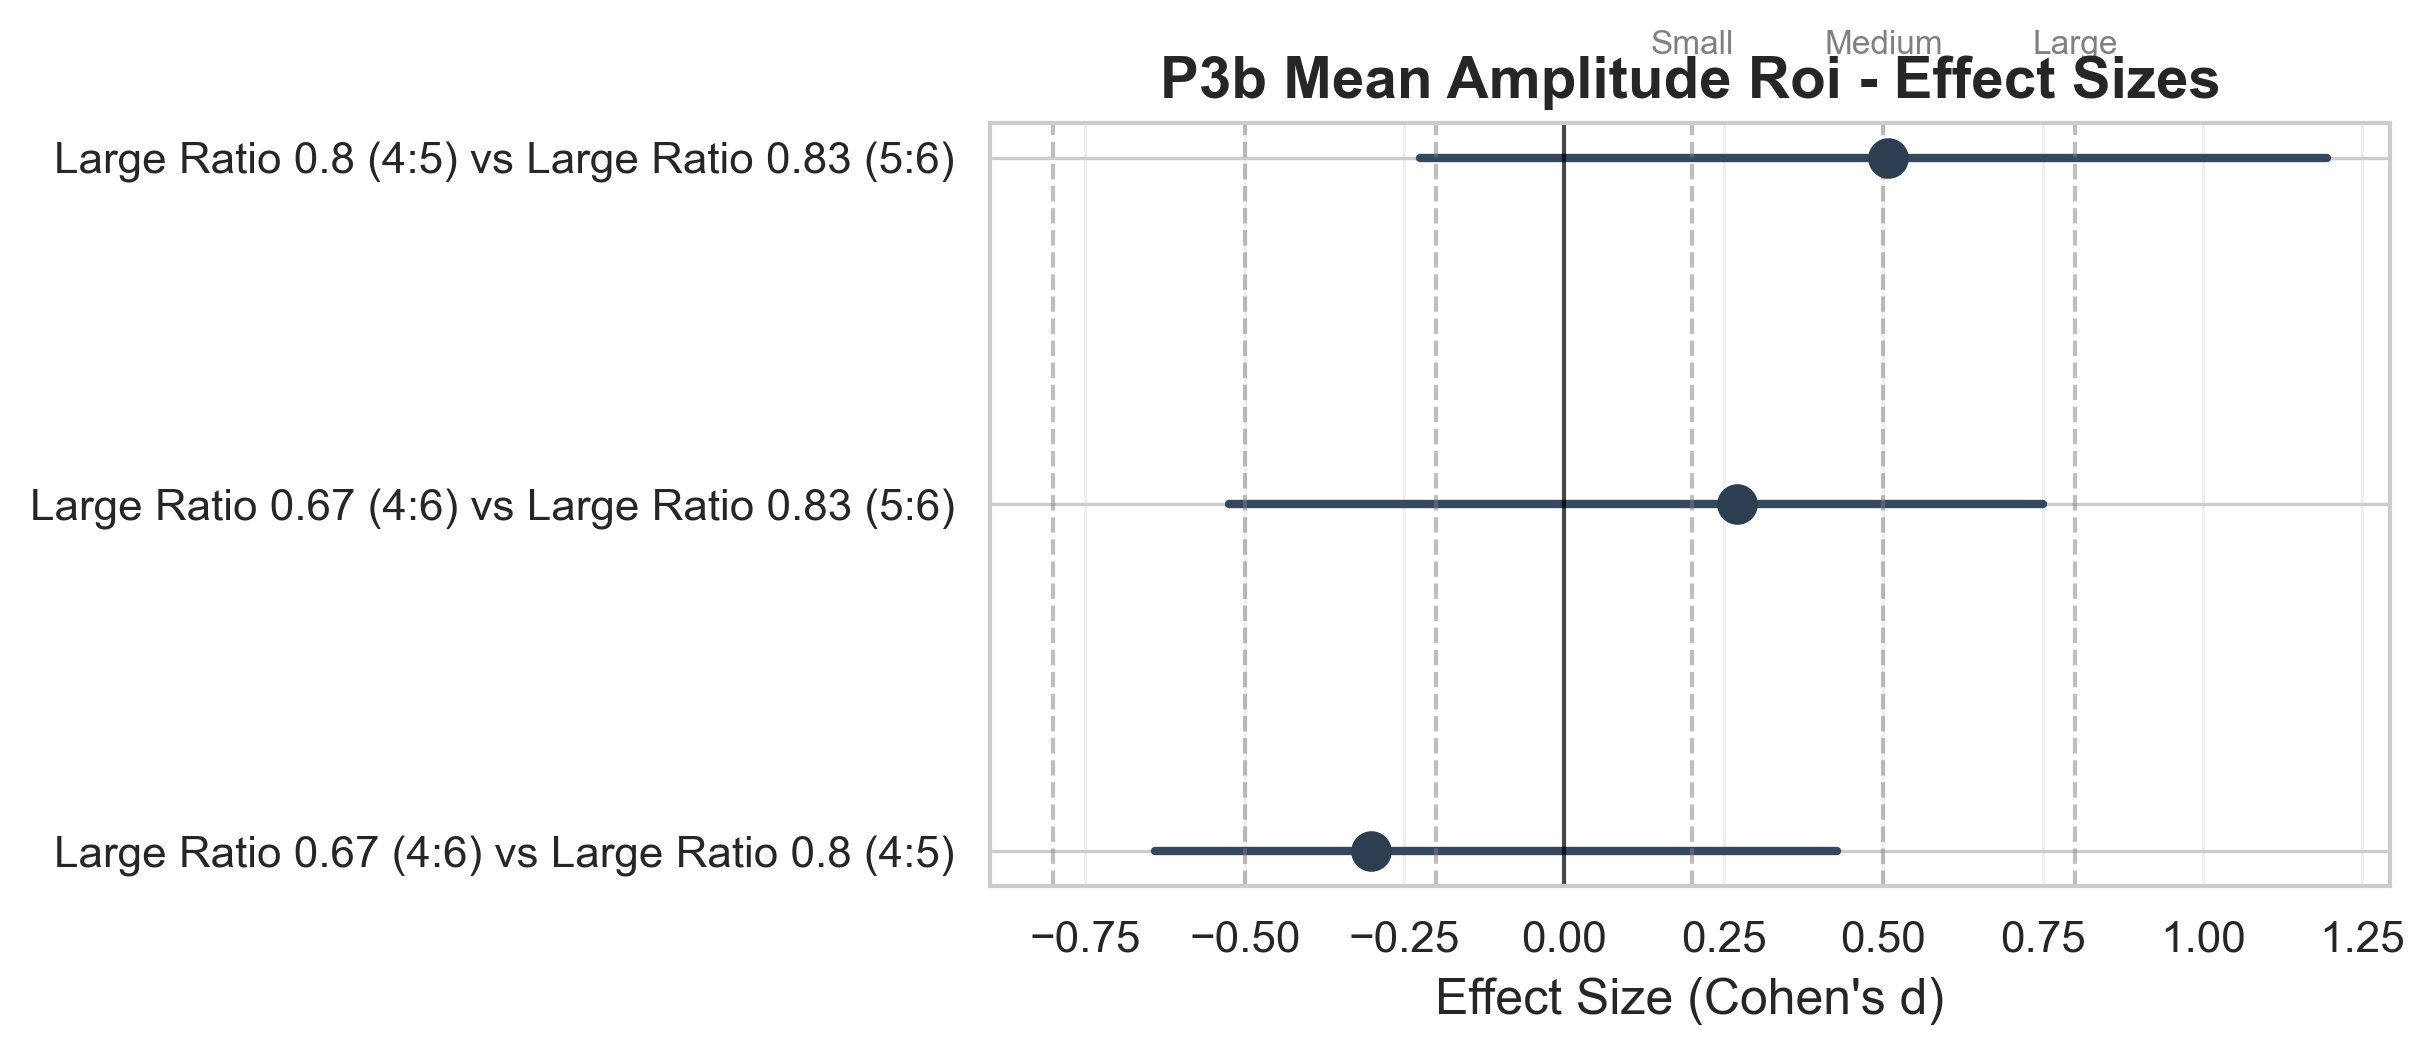 Small Medium Large
P3b Mean Amplitude Roi - Effect Sizes
Large Ratio 0.8 (4:5) vs Large Ratio 0.83 (5:6)
Large Ratio 0.67 (4:6) vs Large Ratio 0.83 (5:6)
Large Ratio 0.67 (4:6) vs Large Ratio 0.8 (4:5)
−0.75 −0.50 −0.25 0.00 0.25 0.50 0.75 1.00 1.25
Effect Size (Cohen's d)